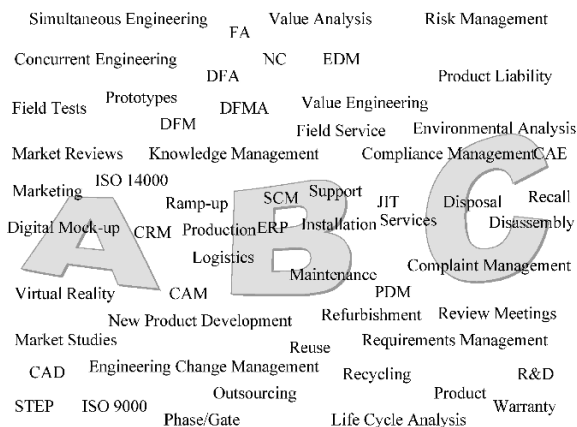 Simultaneous Engineering Value Analysis Risk Management
FA
Concurrent Engineering NC EDM
DFA Product Liability
Prototypes Value Engineering
Field Tests DFMA
DFM Field Service Environmental Analysis
Market Reviews Knowledge Management Compliance Management CAE
ISO 14000
Marketing SCM Support Disposal Recall
Ramp-up JIT
Digital Mock-up CRM Production ERP Installation Services Disassembly
Logistics
Maintenance Complaint Management
Virtual Reality CAM PDM
New Product Development Refurbishment Review Meetings
Market Studies Reuse Requirements Management
CAD Engineering Change Management Recycling R&D
Outsourcing Product
STEP ISO 9000 Warranty
Phase/Gate Life Cycle Analysis
A B C